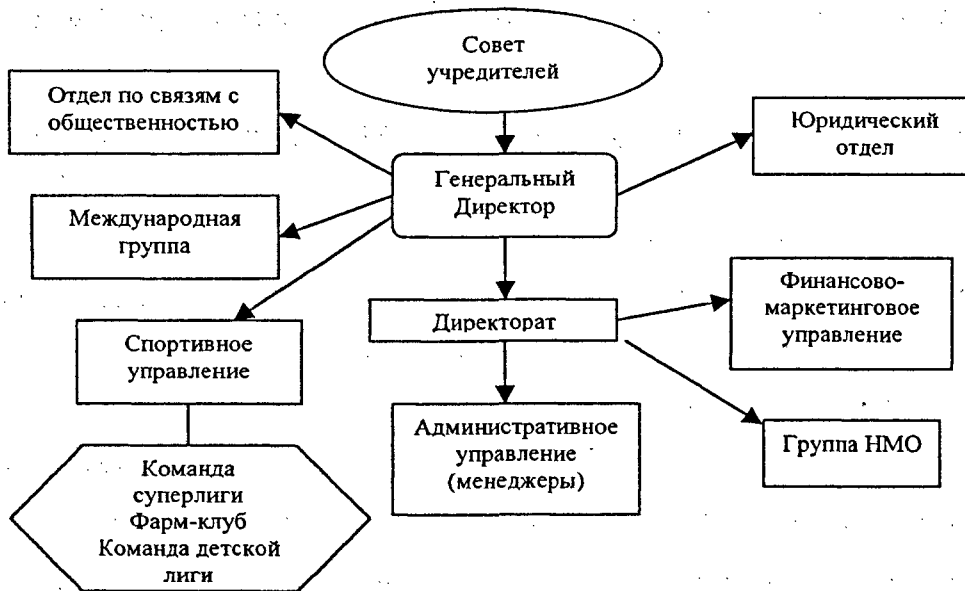 Совет
учредителей
Отдел по связям с
общественностью
Юридический
отдел
Генеральный
Директор
Международная
группа
Финансово-
маркетинговое
управление
Директорат
Спортивное
управление
Административное
управление
(менеджеры)
Группа НМО
Команда
суперлиги
Фарм-клуб
Команда детской
лиги